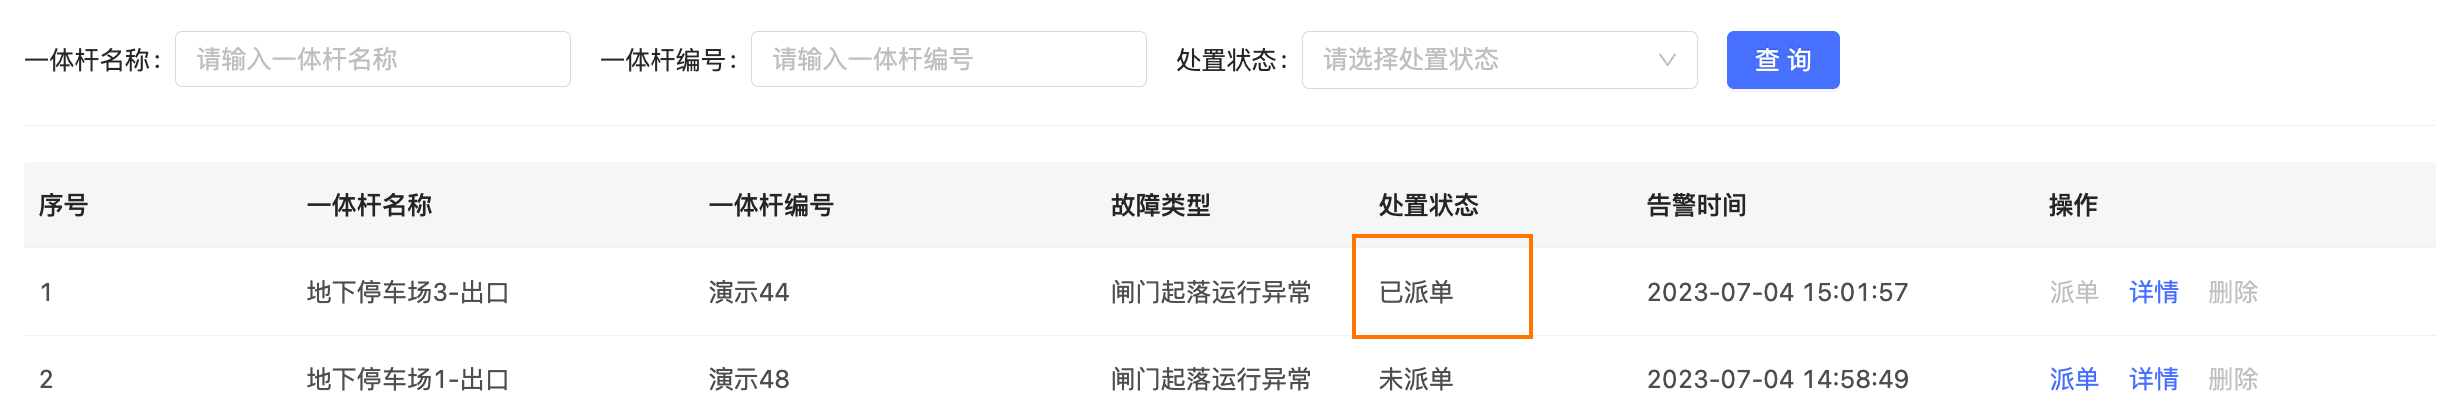 一体杆名称: 请输入一体杆名称 一体杆编号: 请输入一体杆编号 处置状态: 请选择处置状态 查 询
序号 一体杆名称 一体杆编号 故障类型 处置状态 告警时间 操作
1 地下停车场3-出口 演示44 闸门起落运行异常 已派单 2023-07-04 15:01:57 派单 详情 删除
2 地下停车场1-出口 演示48 闸门起落运行异常 未派单 2023-07-04 14:58:49 派单 详情 删除